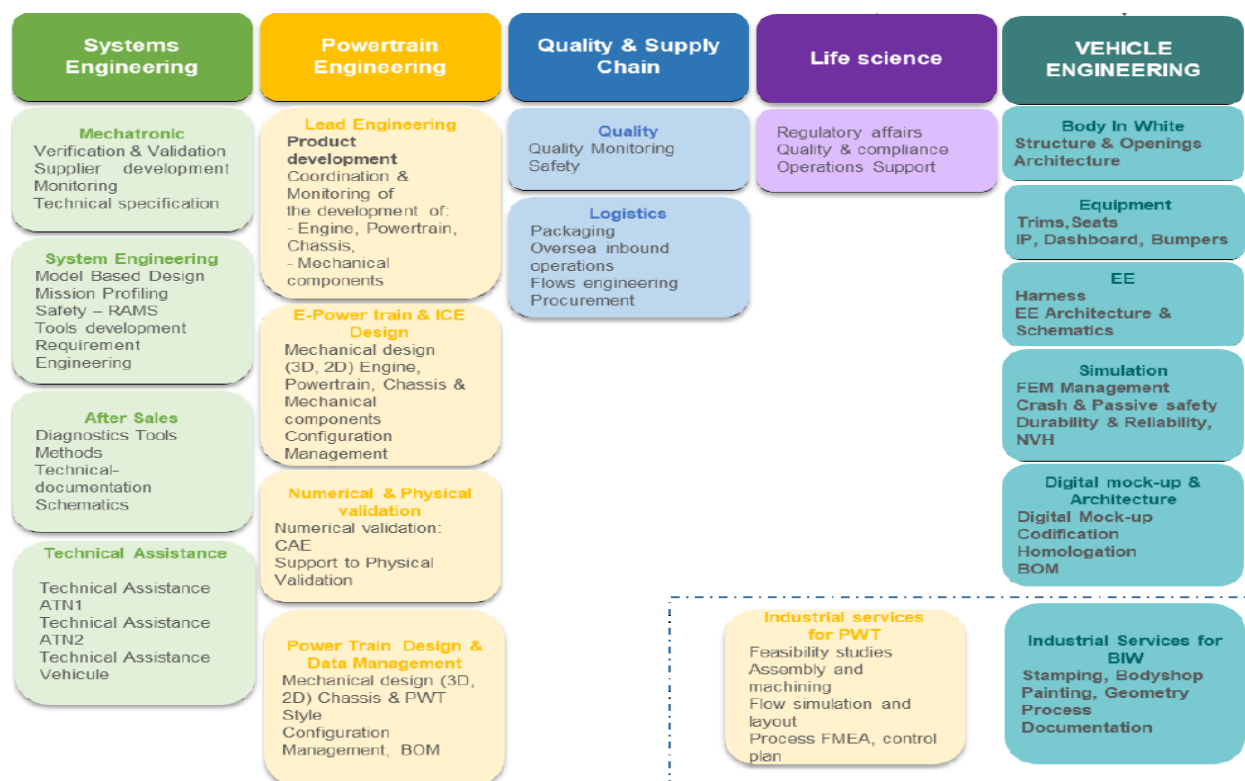 Systems
Engineering
Mechatronic
Verification & Validation
Supplier development
Monitoring
Technical specification
System Engineering
Model Based Design
Mission Profiling
Safety – RAMS
Tools development
Requirement
Engineering
After Sales
Diagnostics Tools
Methods
Technical-
documentation
Schematics
Technical Assistance
Technical Assistance
ATN1
Technical Assistance
ATN2
Technical Assistance
Vehicule
Powertrain
Engineering
Lead Engineering
Product
development
Coordination &
Monitoring of
the development of:
- Engine, Powertrain,
Chassis,
- Mechanical
components
E-Power train & ICE
Design
Mechanical design
(3D, 2D) Engine,
Powertrain, Chassis &
Mechanical
components
Configuration
Management
Numerical & Physical
validation
Numerical validation:
CAE
Support to Physical
Validation
Power Train Design &
Data Management
Mechanical design (3D,
2D) Chassis & PWT
Style
Configuration
Management, BOM
Quality & Supply
Chain
Quality
Quality Monitoring
Safety
Logistics
Packaging
Oversea inbound
operations
Flows engineering
Procurement
Life science
Regulatory affairs
Quality & compliance
Operations Support
VEHICLE
ENGINEERING
Body In White
Structure & Openings
Architecture
Equipment
Trims,Seats
IP, Dashboard, Bumpers
EE
Harness
EE Architecture &
Schematics
Simulation
FEM Management
Crash & Passive safety
Durability & Reliability,
NVH
Digital mock-up &
Architecture
Digital Mock-up
Codification
Homologation
BOM
Industrial services
for PWT
Feasibility studies
Assembly and
machining
Flow simulation and
layout
Process FMEA, control
plan
Industrial Services for
BIW
Stamping, Bodyshop
Painting, Geometry
Process
Documentation